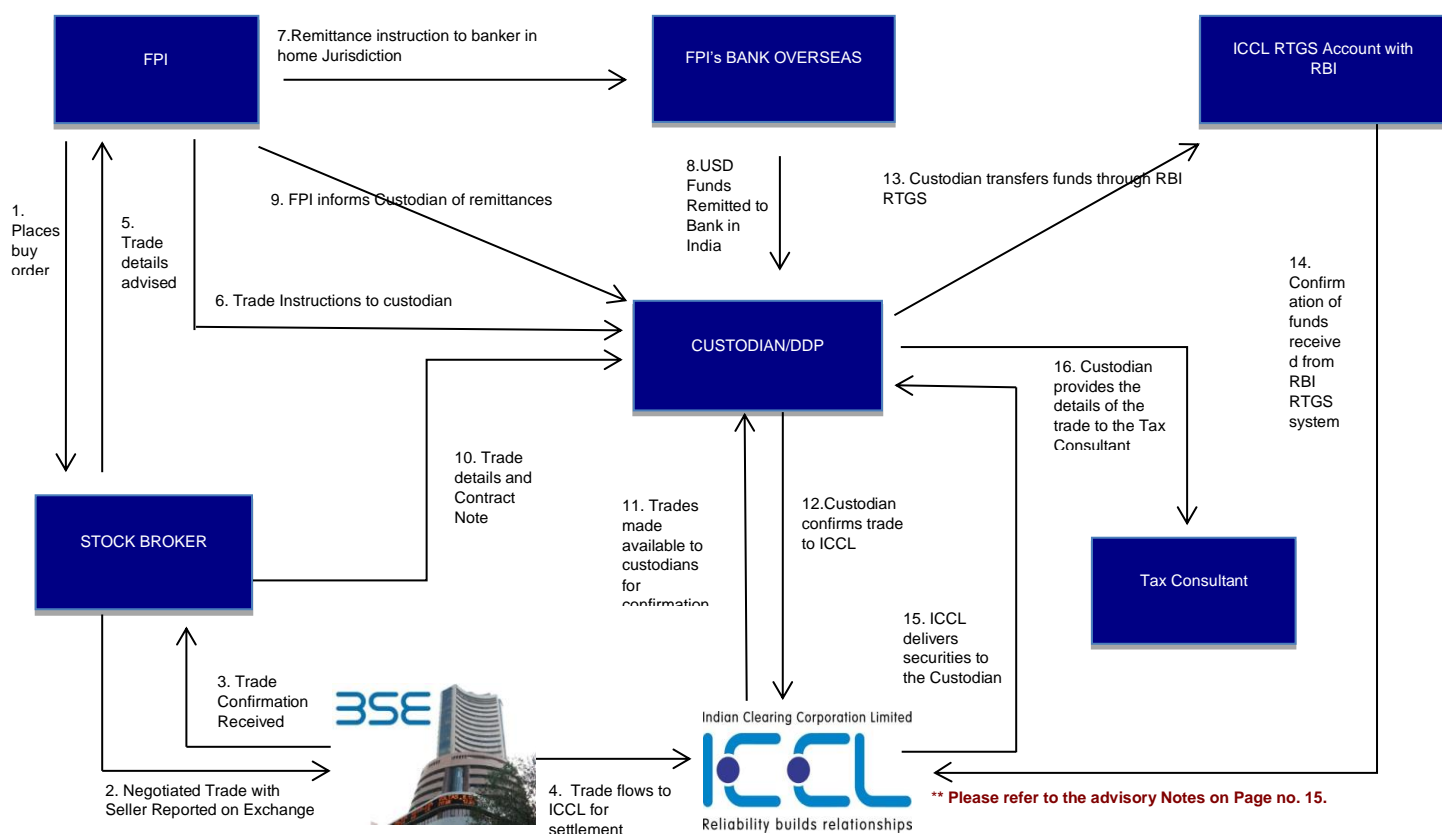 FPI
7.Remittance instruction to banker in
home Jurisdiction
FPI's BANK OVERSEAS
ICCL RTGS Account with
RBI
1.
Places
buy
order
5.
Trade
details
advised
9. FPI informs Custodian of remittances
8.USD
Funds
Remitted to
Bank in
India
13. Custodian transfers funds through RBI
RTGS
14.
Confirm
ation of
funds
receive
d from
RBI
RTGS
system
6. Trade Instructions to custodian
CUSTODIAN/DDP
16. Custodian
provides the
details of the
trade to the Tax
Consultant
STOCK BROKER
10. Trade
details and
Contract
Note
11. Trades
made
available to
custodians
for
confirmation
12.Custodian
confirms trade
to ICCL
Tax Consultant
15. ICCL
delivers
securities to
the Custodian
3. Trade
Confirmation
Received
BSE
Indian Clearing Corporation Limited
ICCL
Reliability builds relationships
2. Negotiated Trade with
Seller Reported on Exchange
4. Trade flows to
ICCL for
settlement
** Please refer to the advisory Notes on Page no. 15.